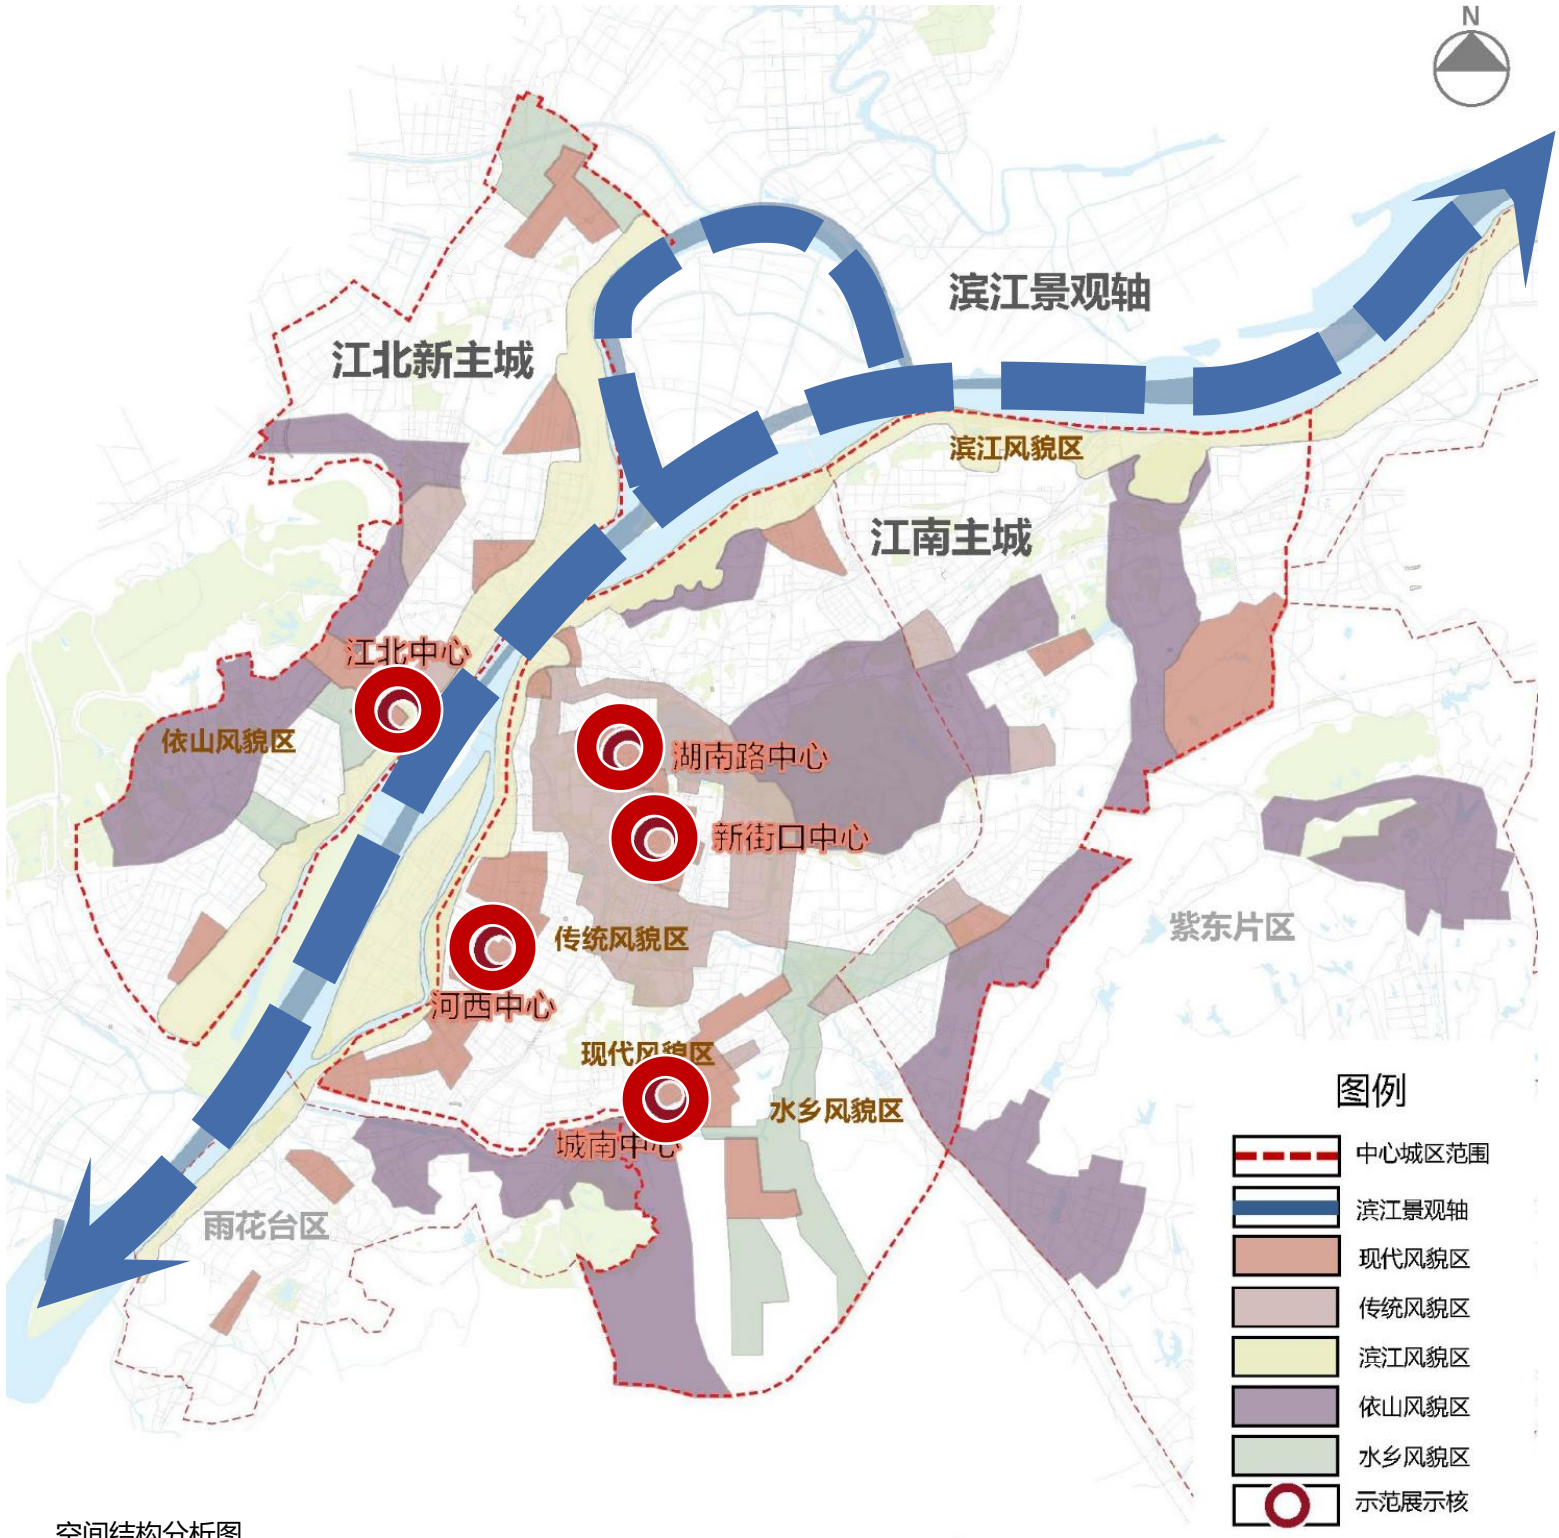 N
滨江景观轴
江北新主城
滨江风貌区
江南主城
江北中心
依山风貌区
湖南路中心
新街口中心
紫东片区
传统风貌区
河西中心
现代风貌区
水乡风貌区
城南中心
雨花台区
图例
中心城区范围
滨江景观轴
现代风貌区
传统风貌区
滨江风貌区
依山风貌区
水乡风貌区
示范展示核
空间结构分析图